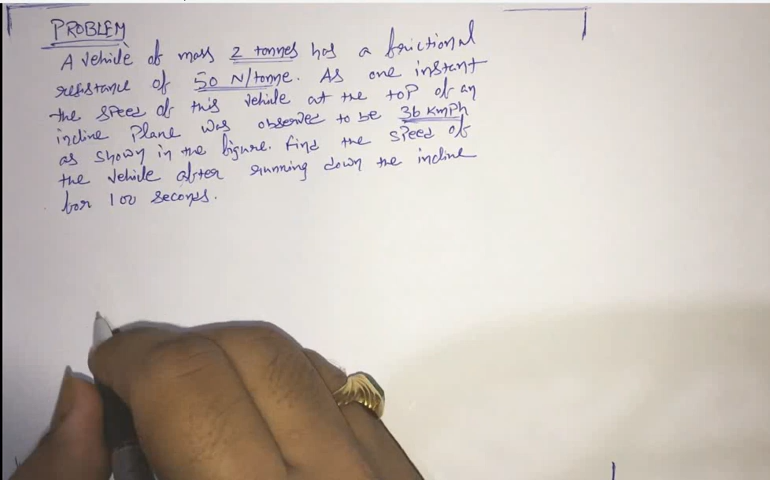 PROBLEM
A vehicle of mass 2 tonnes has a frictional
resistance of 50 N/tonne. As one instant
the speed of this vehicle at the top of an
incline plane was observed to be 36 kmph
as shown in the figure. Find the speed of
the vehicle after running down the incline
for 100 seconds.